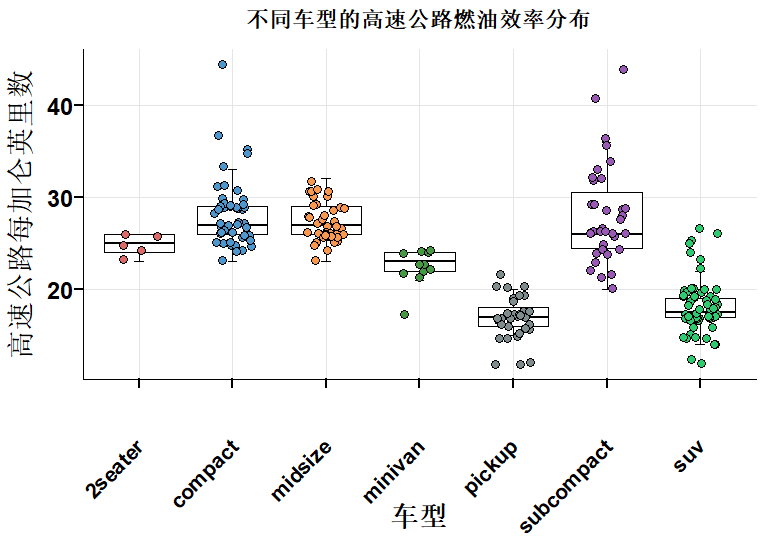 不同车型的高速公路燃油效率分布
高速公路每加仑英里数
40
30
20
2seater
compact
midsize
minivan
pickup
subcompact
suv
车型